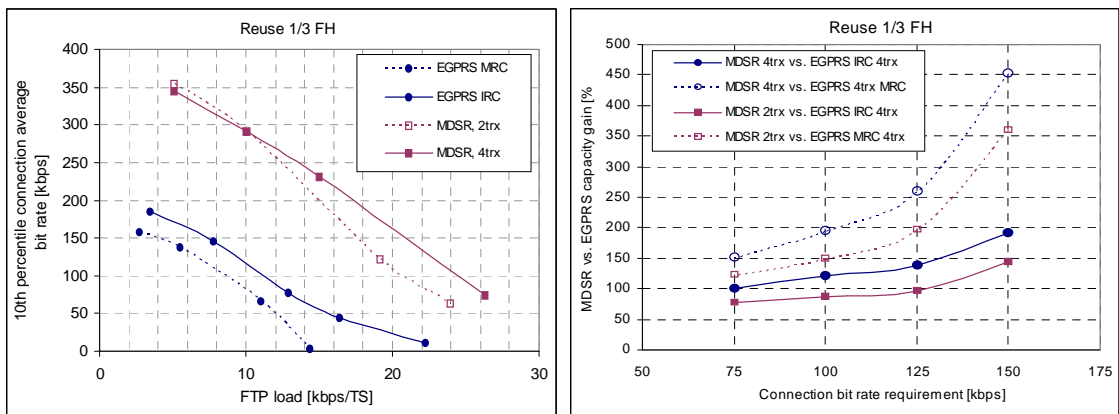 Reuse 1/3 FH
400
350
300
250
200
150
100
50
0
0 10 20 30
10th percentile connection average
bit rate [kbps]
FTP load [kbps/TS]
EGPRS MRC
EGPRS IRC
MDSR, 2trx
MDSR, 4trx
Reuse 1/3 FH
500
450
400
350
300
250
200
150
100
50
0
50 75 100 125 150 175
MDSR vs. EGPRS capacity gain [%
Connection bit rate requirement [kbps]
MDSR 4trx vs. EGPRS IRC 4trx
MDSR 4trx vs. EGPRS 4trx MRC
MDSR 2trx vs. EGPRS IRC 4trx
MDSR 2trx vs. EGPRS MRC 4trx